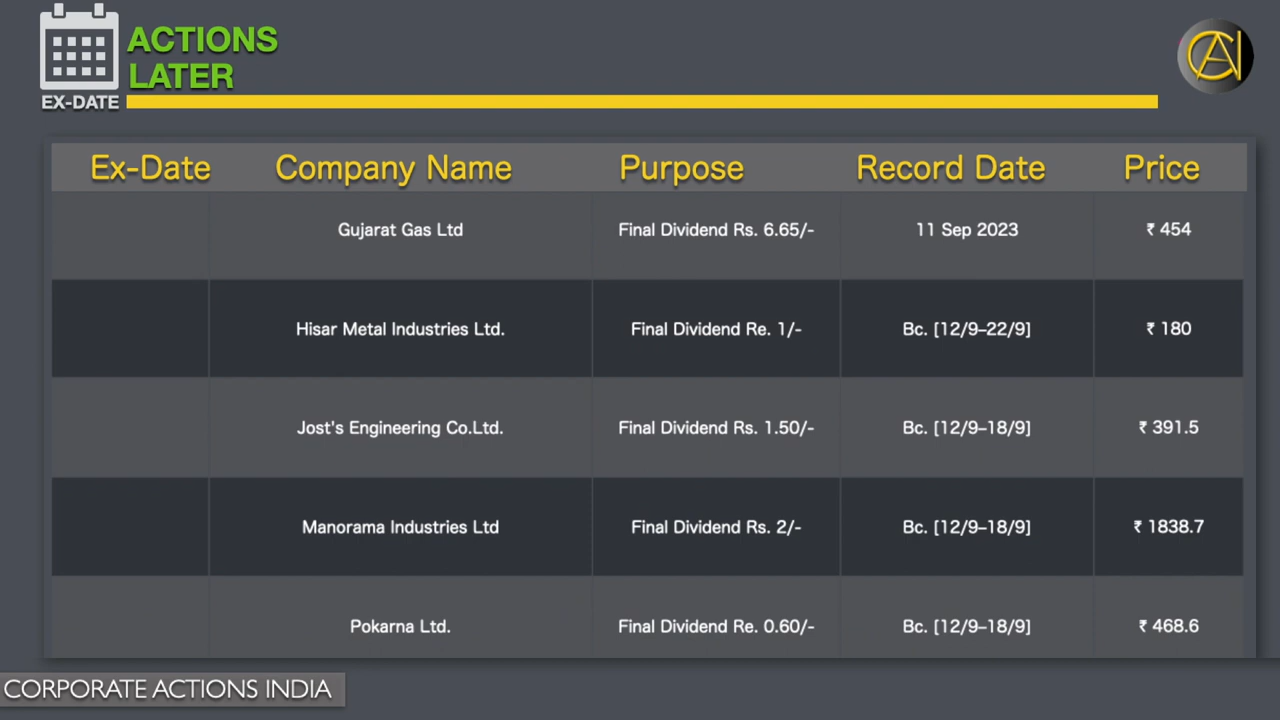 ACTIONS
LATER
EX-DATE
CAI
Ex-Date Company Name Purpose Record Date Price
Gujarat Gas Ltd Final Dividend Rs. 6.65/- 11 Sep 2023 ₹ 454
Hisar Metal Industries Ltd. Final Dividend Re. 1/- Bc. [12/9-22/9] ₹ 180
Jost's Engineering Co.Ltd. Final Dividend Rs. 1.50/- Bc. [12/9-18/9] ₹ 391.5
Manorama Industries Ltd Final Dividend Rs. 2/- Bc. [12/9-18/9] ₹ 1838.7
Pokarna Ltd. Final Dividend Re. 0.60/- Bc. [12/9-18/9] ₹ 468.6
CORPORATE ACTIONS INDIA